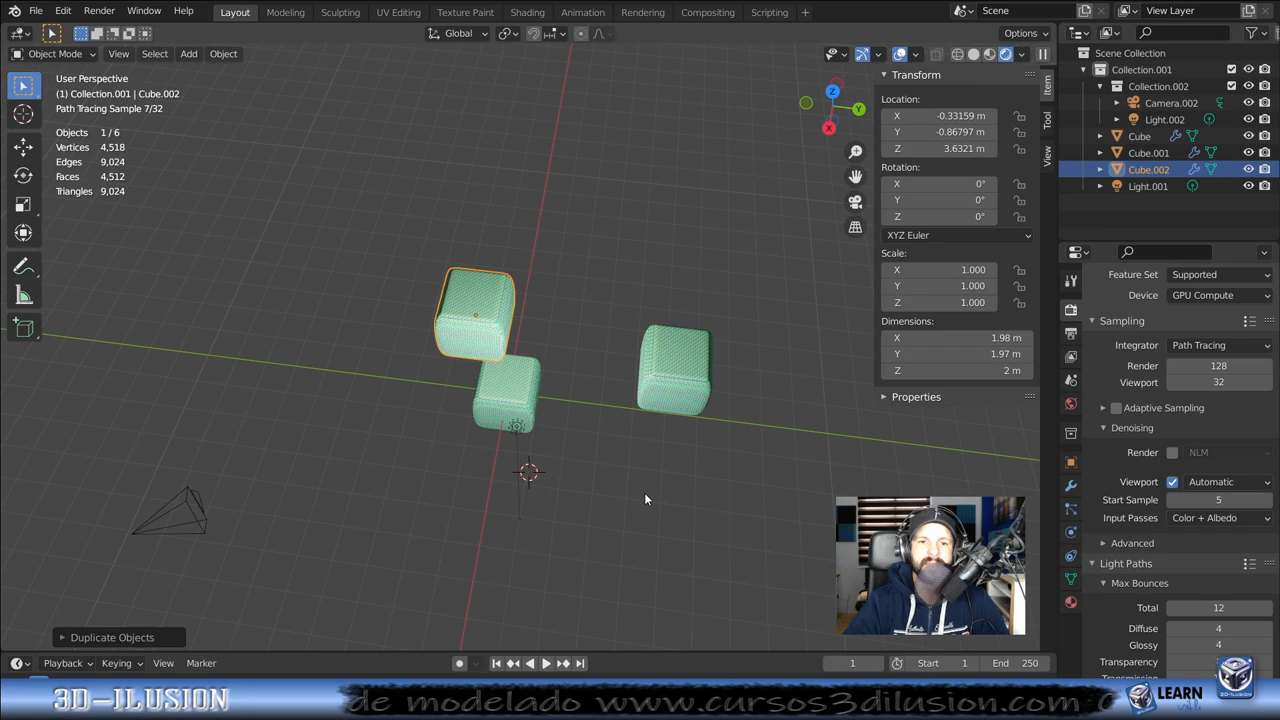 File Edit Render Window Help
Layout Modeling Sculpting UV Editing Texture Paint Shading Animation Rendering Compositing Scripting +
Scene
View Layer
Global
Options
Object Mode View Select Add Object
User Perspective
(1) Collection.001 | Cube.002
Path Tracing Sample 7/32
Objects 1 / 6
Vertices 4,518
Edges 9,024
Faces 4,512
Triangles 9,024
Z
Y
X
Transform
Location:
X -0.33159 m
Y -0.86797 m
Z 3.6321 m
Rotation:
X 0°
Y 0°
Z 0°
XYZ Euler
Scale:
X 1.000
Y 1.000
Z 1.000
Dimensions:
X 1.98 m
Y 1.97 m
Z 2 m
Properties
Item
Tool
View
Scene Collection
Collection.001
Collection.002
Camera.002
Light.002
Cube
Cube.001
Cube.002
Light.001
Feature Set Supported
Device GPU Compute
Sampling
Integrator Path Tracing
Render 128
Viewport 32
Adaptive Sampling
Denoising
Render NLM
Viewport Automatic
Start Sample 5
Input Passes Color + Albedo
Advanced
Light Paths
Max Bounces
Total 12
Diffuse 4
Glossy 4
Transparency
Duplicate Objects
Playback Keying View Marker
1 Start 1 End 250
3D-ILUSION de modelado www.cursos3dilusion.com
LEARN